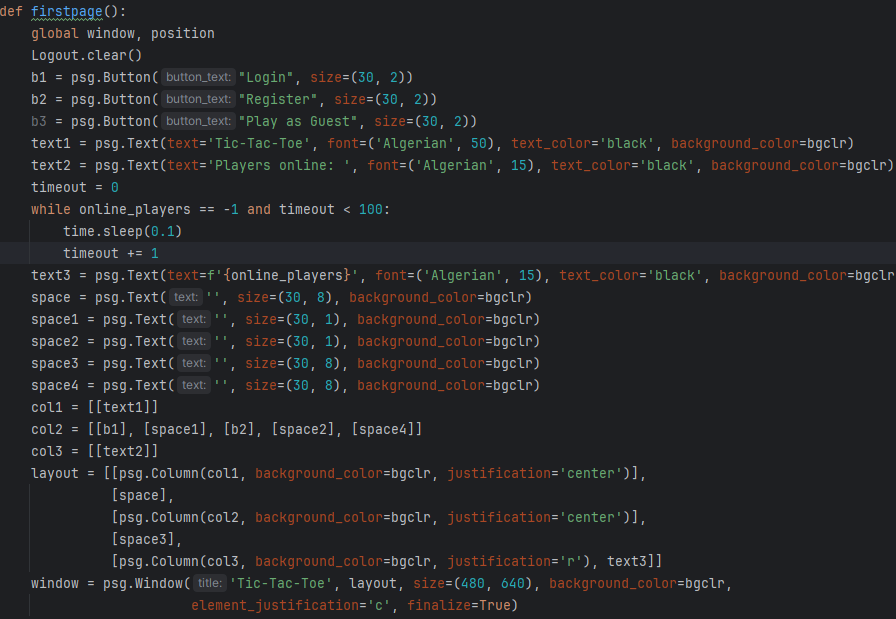 def firstpage():
    global window, position
    Logout.clear()
    b1 = psg.Button( button_text: "Login", size=(30, 2))
    b2 = psg.Button( button_text: "Register", size=(30, 2))
    b3 = psg.Button( button_text: "Play as Guest", size=(30, 2))
    text1 = psg.Text(text='Tic-Tac-Toe', font=('Algerian', 50), text_color='black', background_color=bgclr)
    text2 = psg.Text(text='Players online: ', font=('Algerian', 15), text_color='black', background_color=bgclr)
    timeout = 0
    while online_players == -1 and timeout < 100:
        time.sleep(0.1)
        timeout += 1
    text3 = psg.Text(text=f'{online_players}', font=('Algerian', 15), text_color='black', background_color=bgclr
    space = psg.Text( text: '', size=(30, 8), background_color=bgclr)
    space1 = psg.Text( text: '', size=(30, 1), background_color=bgclr)
    space2 = psg.Text( text: '', size=(30, 1), background_color=bgclr)
    space3 = psg.Text( text: '', size=(30, 8), background_color=bgclr)
    space4 = psg.Text( text: '', size=(30, 8), background_color=bgclr)
    col1 = [[text1]]
    col2 = [[b1], [space1], [b2], [space2], [space4]]
    col3 = [[text2]]
    layout = [[psg.Column(col1, background_color=bgclr, justification='center')],
              [space],
              [psg.Column(col2, background_color=bgclr, justification='center')],
              [space3],
              [psg.Column(col3, background_color=bgclr, justification='r'), text3]]
    window = psg.Window( title: 'Tic-Tac-Toe', layout, size=(480, 640), background_color=bgclr,
                        element_justification='c', finalize=True)